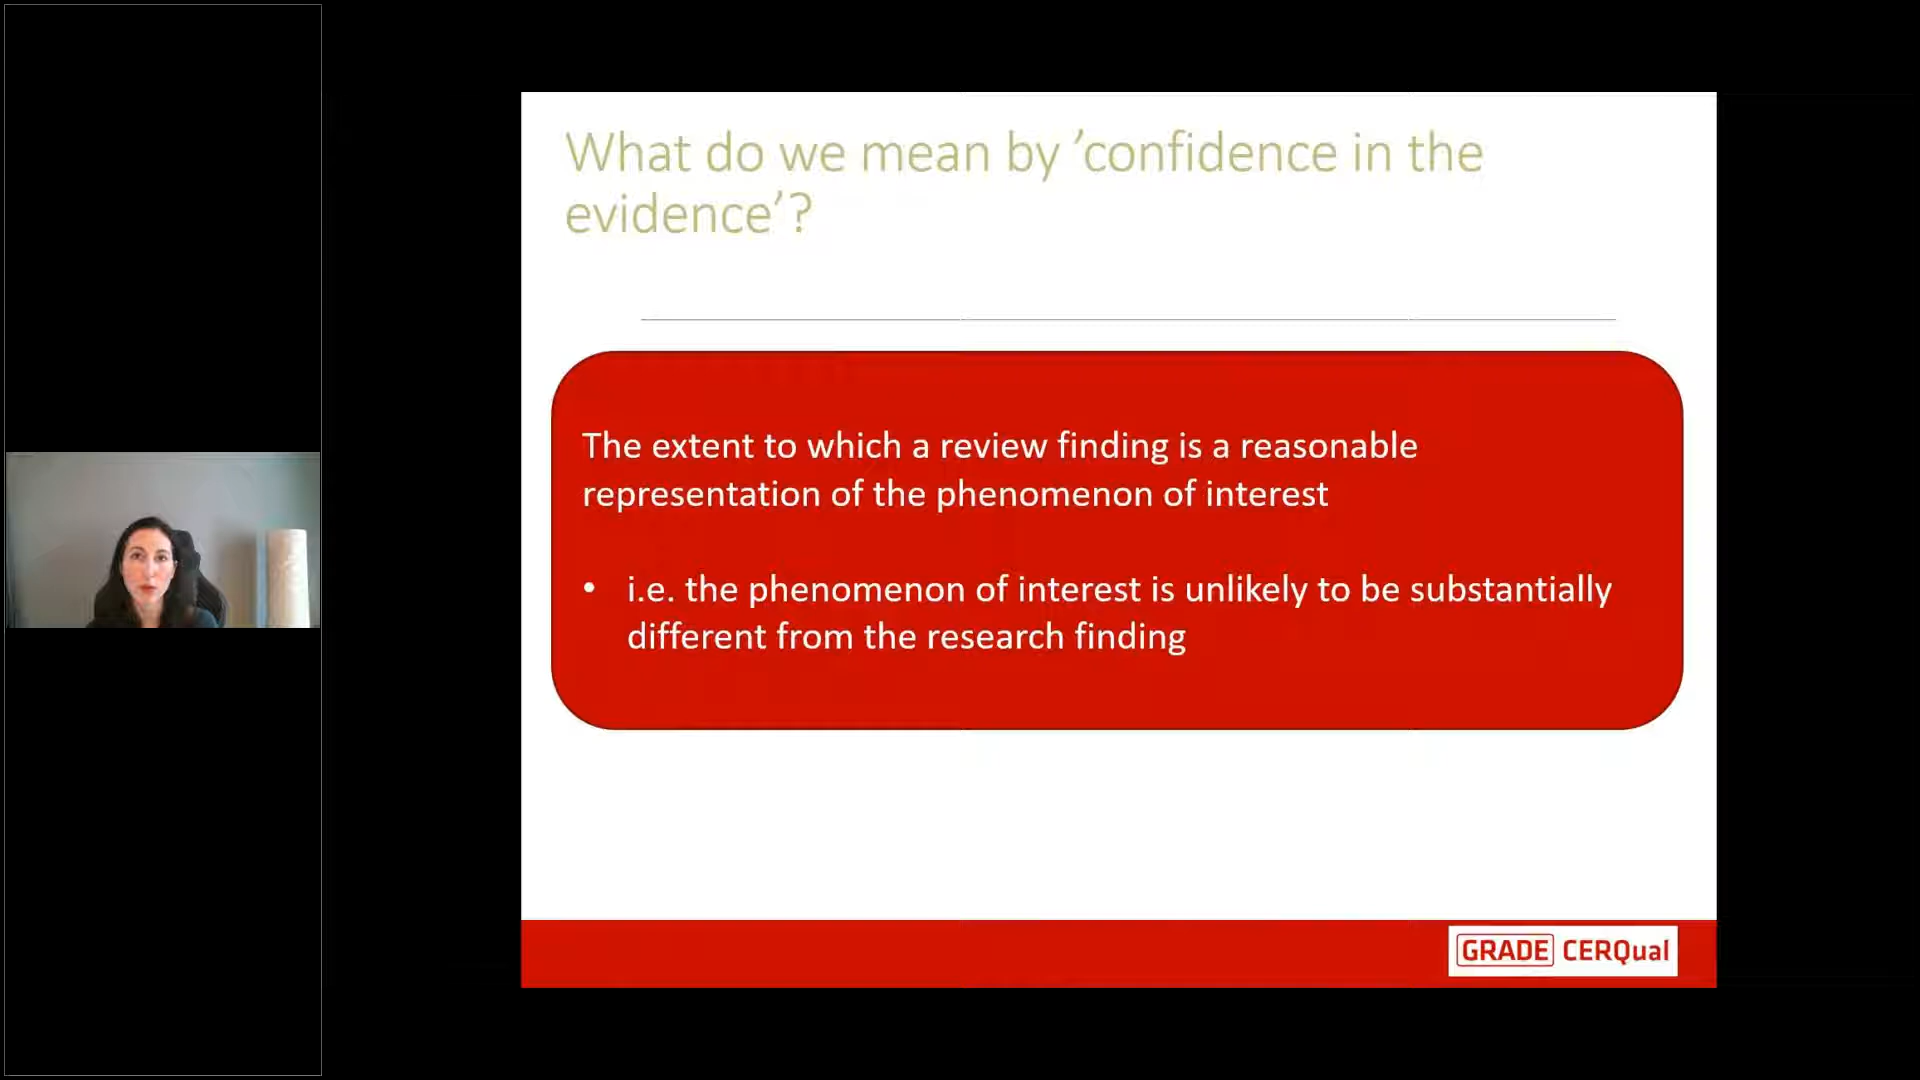 What do we mean by ’confidence in the
evidence’?
The extent to which a review finding is a reasonable
representation of the phenomenon of interest
• i.e. the phenomenon of interest is unlikely to be substantially
different from the research finding
GRADE CERQual